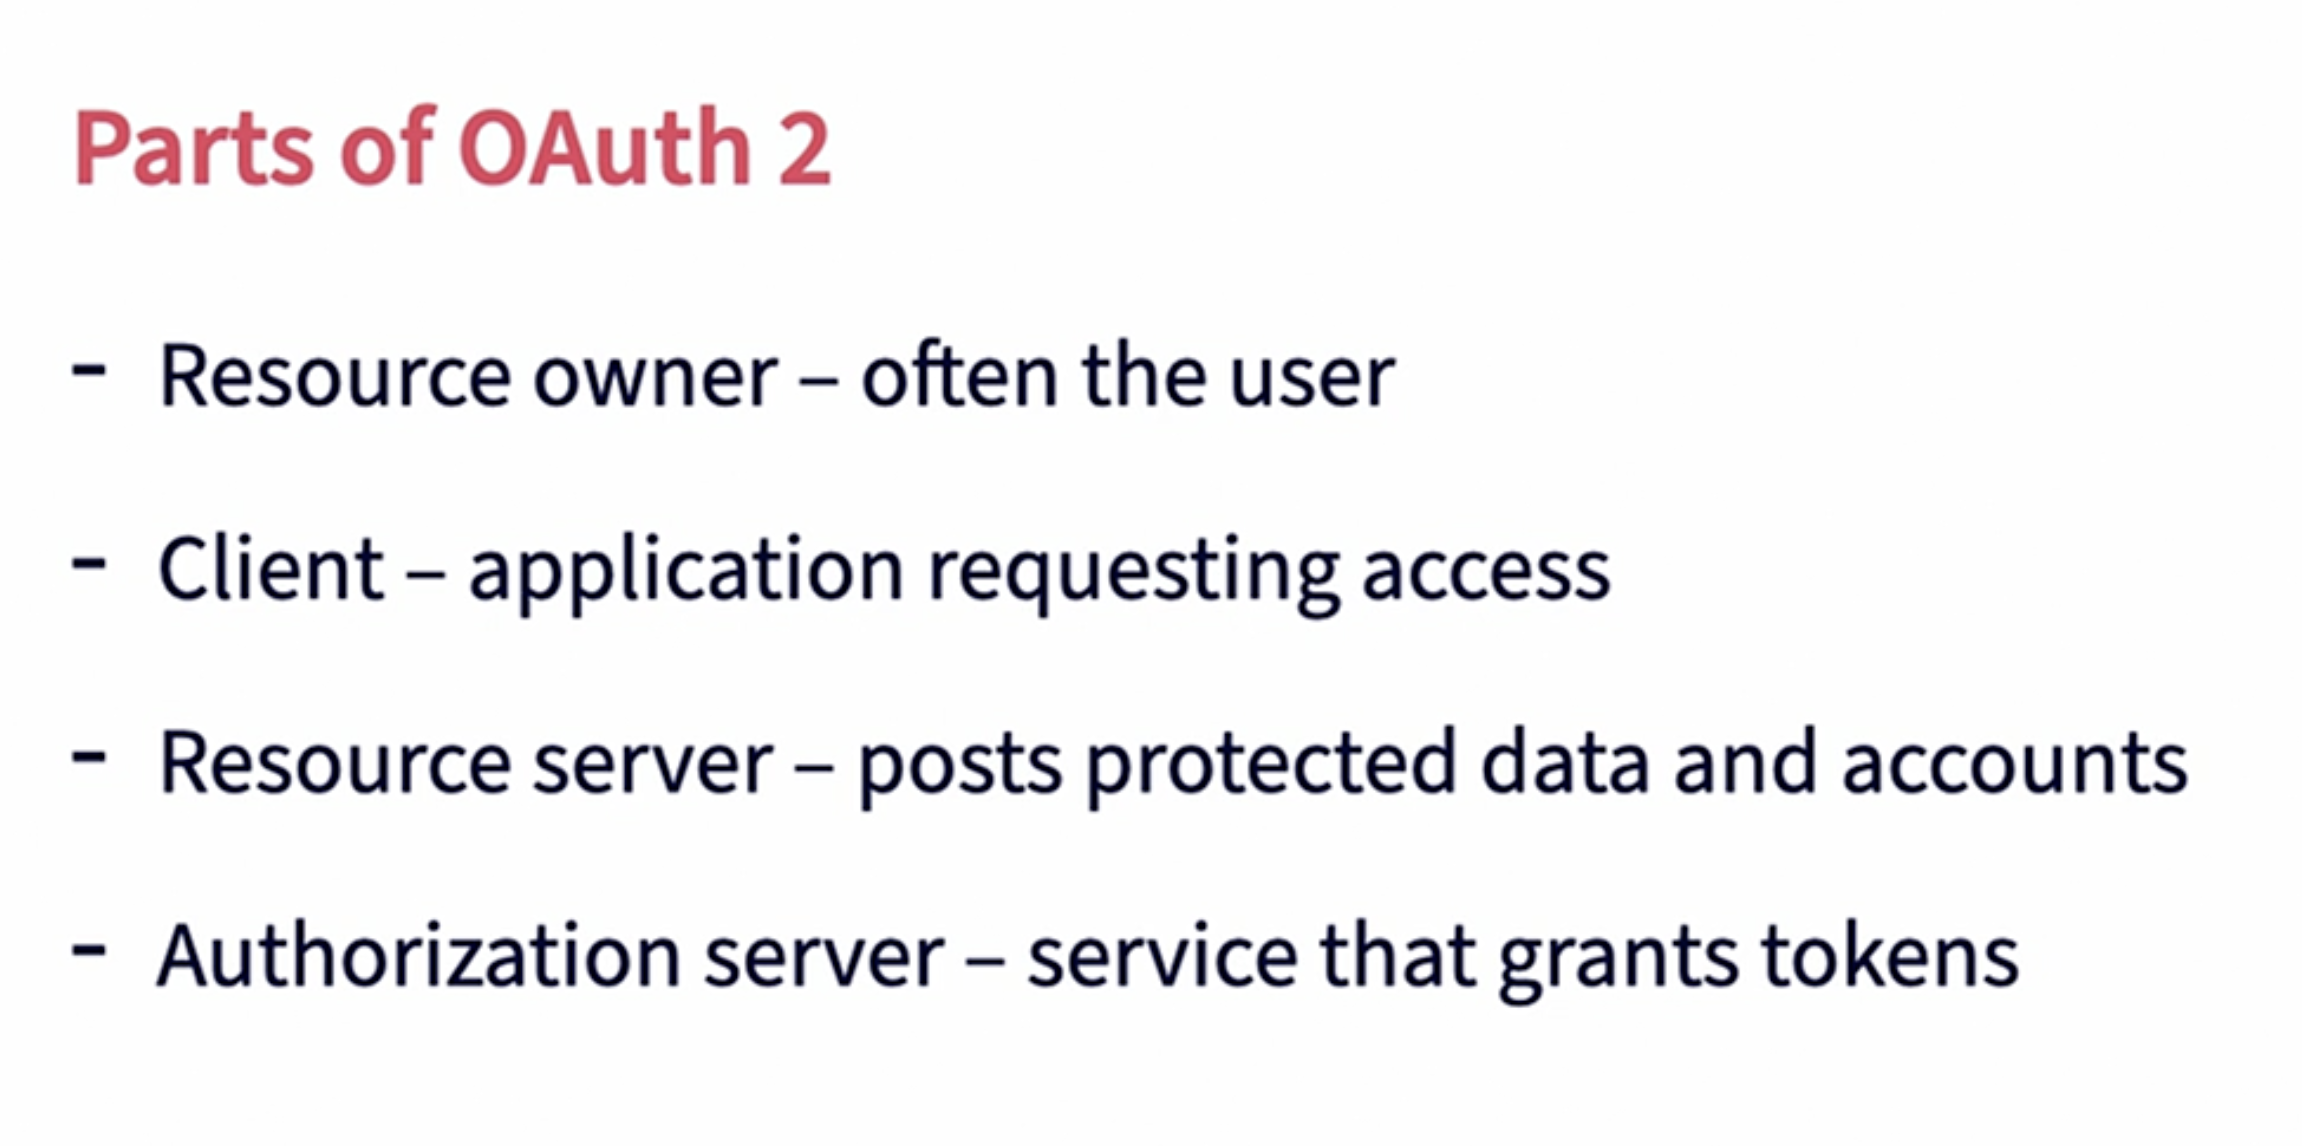 Parts of OAuth 2
- Resource owner – often the user
- Client – application requesting access
- Resource server – posts protected data and accounts
- Authorization server – service that grants tokens